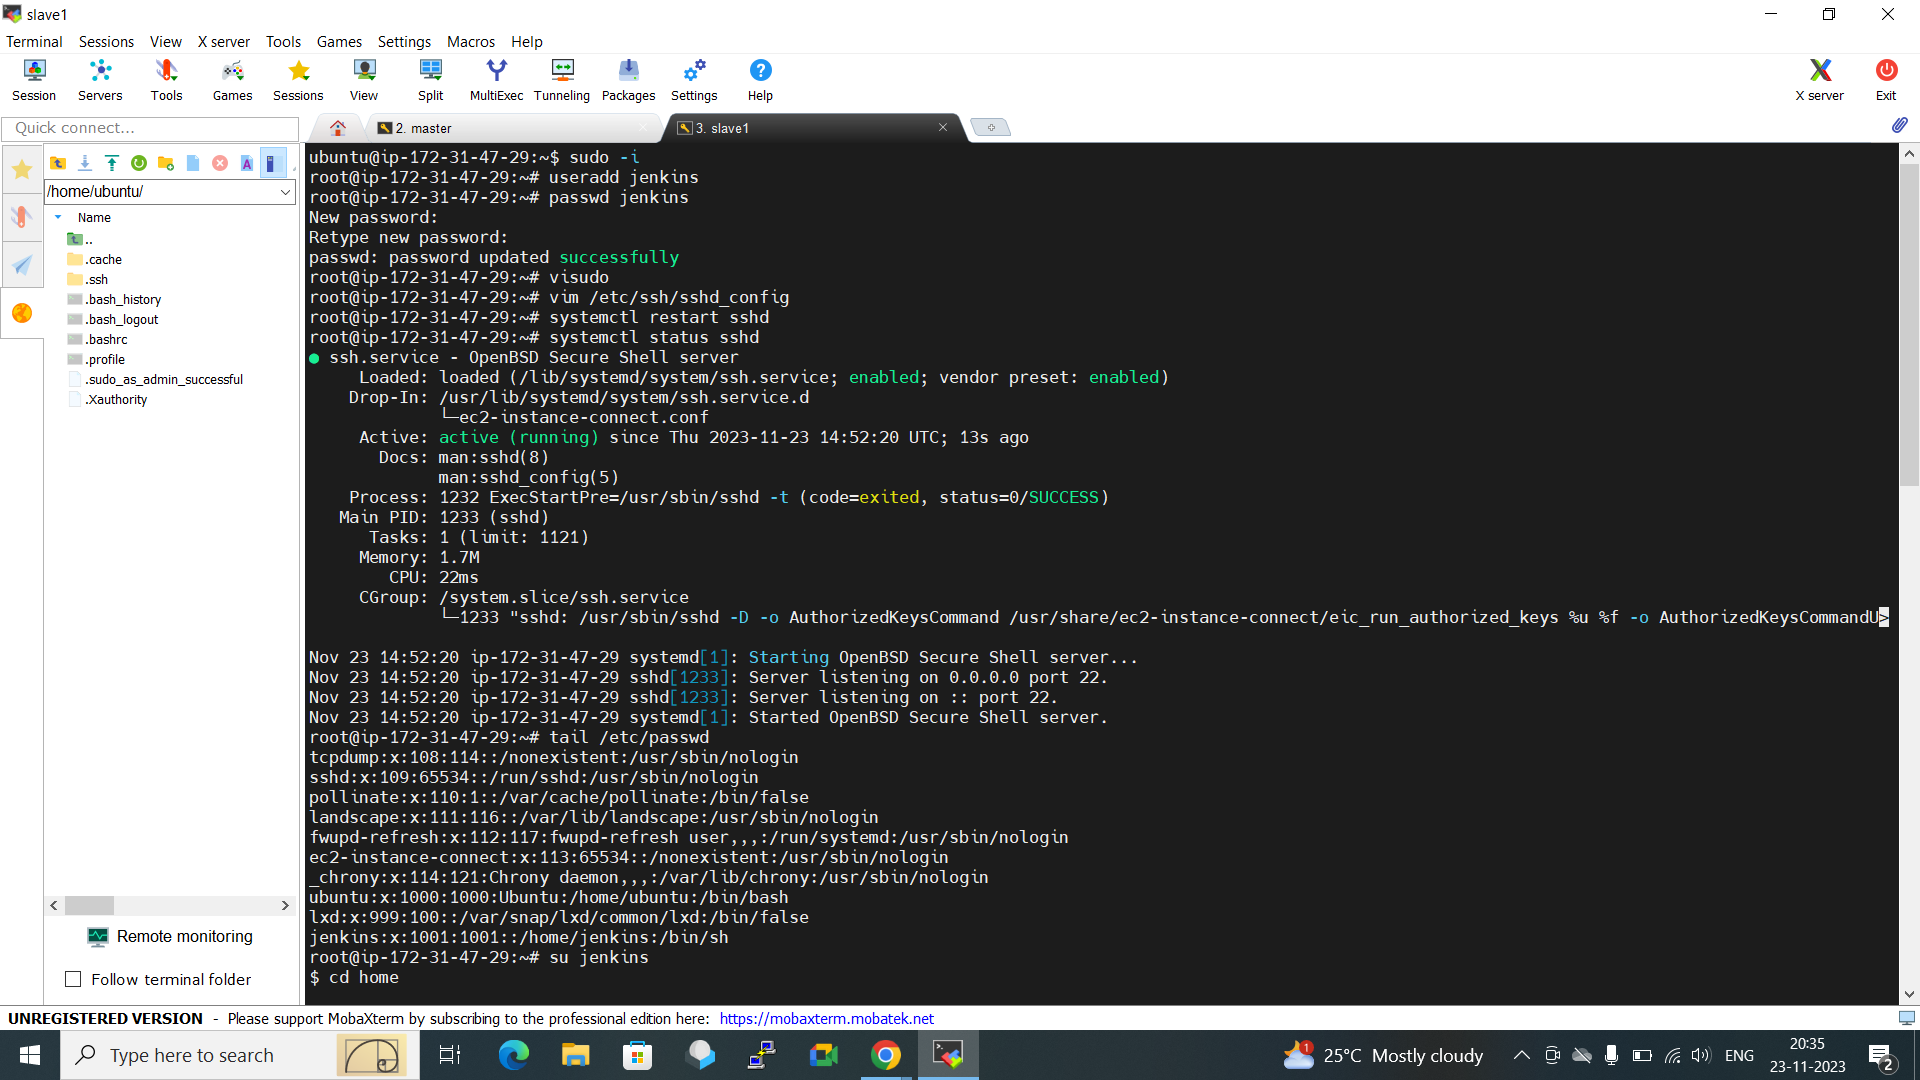 slave1
Terminal Sessions View X server Tools Games Settings Macros Help
Session Servers Tools Games Sessions View Split MultiExec Tunneling Packages Settings Help X server Exit
Quick connect...
2. master
3. slave1
/home/ubuntu/
Name
..
.cache
.ssh
.bash_history
.bash_logout
.bashrc
.profile
.sudo_as_admin_successful
.Xauthority
Remote monitoring
Follow terminal folder
ubuntu@ip-172-31-47-29:~$ sudo -i
root@ip-172-31-47-29:~# useradd jenkins
root@ip-172-31-47-29:~# passwd jenkins
New password:
Retype new password:
passwd: password updated successfully
root@ip-172-31-47-29:~# visudo
root@ip-172-31-47-29:~# vim /etc/ssh/sshd_config
root@ip-172-31-47-29:~# systemctl restart sshd
root@ip-172-31-47-29:~# systemctl status sshd
● ssh.service - OpenBSD Secure Shell server
Loaded: loaded (/lib/systemd/system/ssh.service; enabled; vendor preset: enabled)
Drop-In: /usr/lib/systemd/system/ssh.service.d
└─ec2-instance-connect.conf
Active: active (running) since Thu 2023-11-23 14:52:20 UTC; 13s ago
Docs: man:sshd(8)
man:sshd_config(5)
Process: 1232 ExecStartPre=/usr/sbin/sshd -t (code=exited, status=0/SUCCESS)
Main PID: 1233 (sshd)
Tasks: 1 (limit: 1121)
Memory: 1.7M
CPU: 22ms
CGroup: /system.slice/ssh.service
└─1233 "sshd: /usr/sbin/sshd -D -o AuthorizedKeysCommand /usr/share/ec2-instance-connect/eic_run_authorized_keys %u %f -o AuthorizedKeysCommandU>
Nov 23 14:52:20 ip-172-31-47-29 systemd[1]: Starting OpenBSD Secure Shell server...
Nov 23 14:52:20 ip-172-31-47-29 sshd[1233]: Server listening on 0.0.0.0 port 22.
Nov 23 14:52:20 ip-172-31-47-29 sshd[1233]: Server listening on :: port 22.
Nov 23 14:52:20 ip-172-31-47-29 systemd[1]: Started OpenBSD Secure Shell server.
root@ip-172-31-47-29:~# tail /etc/passwd
tcpdump:x:108:114::/nonexistent:/usr/sbin/nologin
sshd:x:109:65534::/run/sshd:/usr/sbin/nologin
pollinate:x:110:1::/var/cache/pollinate:/bin/false
landscape:x:111:116::/var/lib/landscape:/usr/sbin/nologin
fwupd-refresh:x:112:117:fwupd-refresh user,,,:/run/systemd:/usr/sbin/nologin
ec2-instance-connect:x:113:65534::/nonexistent:/usr/sbin/nologin
_chrony:x:114:121:Chrony daemon,,,:/var/lib/chrony:/usr/sbin/nologin
ubuntu:x:1000:1000:Ubuntu:/home/ubuntu:/bin/bash
lxd:x:999:100::/var/snap/lxd/common/lxd:/bin/false
jenkins:x:1001:1001::/home/jenkins:/bin/sh
root@ip-172-31-47-29:~# su jenkins
$ cd home
UNREGISTERED VERSION - Please support MobaXterm by subscribing to the professional edition here: https://mobaxterm.mobatek.net
Type here to search
1
25°C Mostly cloudy
ENG
20:35
23-11-2023
2